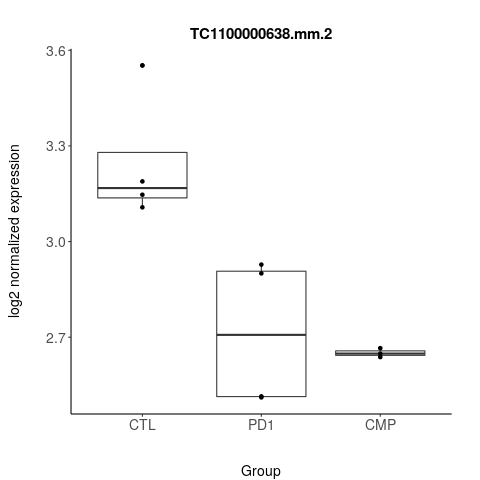 TC1100000638.mm.2
log2 normalized expression
3.6
3.3
3.0
2.7
CTL PD1 CMP
Group